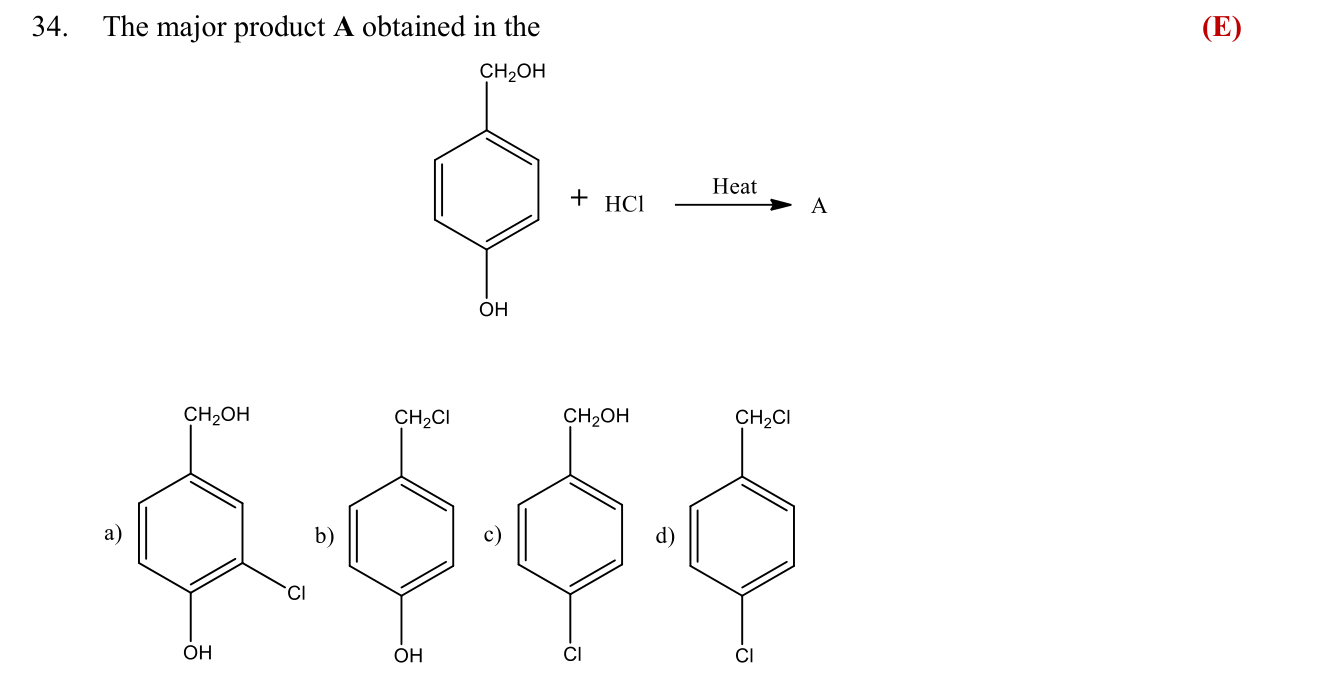 34. The major product A obtained in the (E)
CH₂OH
+ HCl Heat A
OH
CH₂OH CH₂Cl CH₂OH CH₂Cl
a) b) c) d)
Cl
OH OH Cl Cl